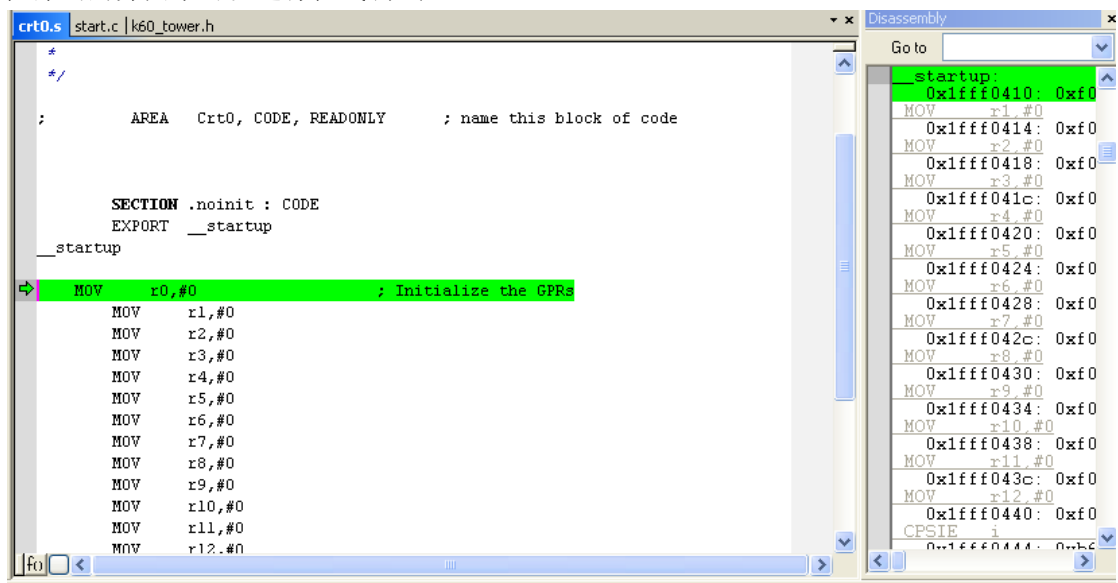 crt0.s start.c | k60_tower.h
*
*/
; AREA Crt0, CODE, READONLY ; name this block of code
SECTION .noinit : CODE
EXPORT __startup
__startup
MOV r0,#0 ; Initialize the GPRs
MOV r1,#0
MOV r2,#0
MOV r3,#0
MOV r4,#0
MOV r5,#0
MOV r6,#0
MOV r7,#0
MOV r8,#0
MOV r9,#0
MOV r10,#0
MOV r11,#0
MOV r12,#0
fo
Disassembly
Go to
__startup:
0x1fff0410: 0xf0
MOV r1,#0
0x1fff0414: 0xf0
MOV r2,#0
0x1fff0418: 0xf0
MOV r3,#0
0x1fff041c: 0xf0
MOV r4,#0
0x1fff0420: 0xf0
MOV r5,#0
0x1fff0424: 0xf0
MOV r6,#0
0x1fff0428: 0xf0
MOV r7,#0
0x1fff042c: 0xf0
MOV r8,#0
0x1fff0430: 0xf0
MOV r9,#0
0x1fff0434: 0xf0
MOV r10,#0
0x1fff0438: 0xf0
MOV r11,#0
0x1fff043c: 0xf0
MOV r12,#0
0x1fff0440: 0xf0
CPSIE i